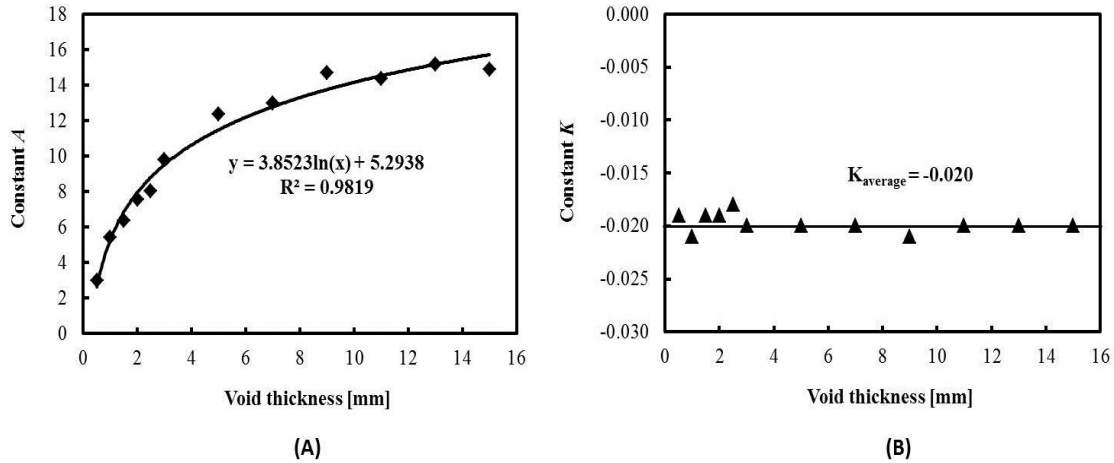 18
16
14
12
10
8
6
4
2
0
Constant A
y = 3.8523ln(x) + 5.2938
R² = 0.9819
0 2 4 6 8 10 12 14 16
Void thickness [mm]
(A)
0.000
-0.005
-0.010
-0.015
-0.020
-0.025
-0.030
Constant K
Kaverage = -0.020
0 2 4 6 8 10 12 14 16
Void thickness [mm]
(B)